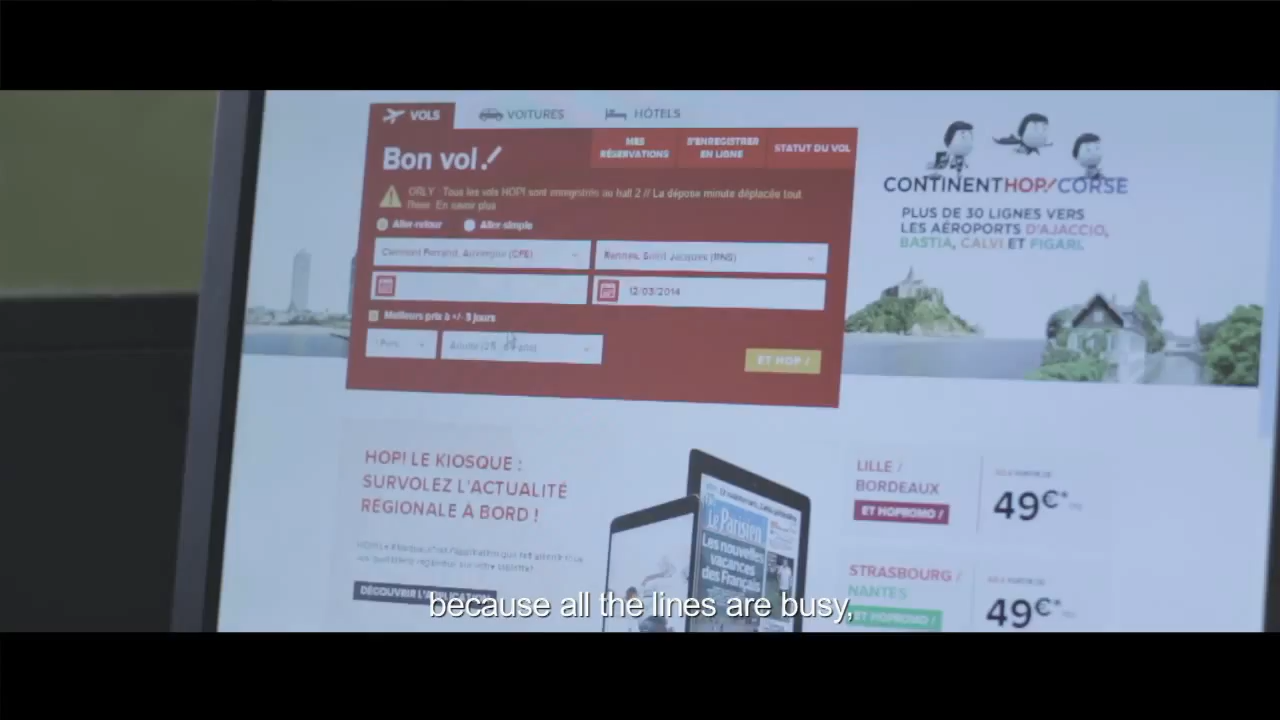 VOLS
VOITURES
HÔTELS
Bon vol!
MES
RÉSERVATIONS
S'ENREGISTRER
EN LIGNE
STATUT DU VOL
ORLY : Tous les vols HOP! sont enregistrés au hall 2 // La dépose minute déplacée tout
En savoir plus
Aller-retour
Aller simple
Clermont Ferrand, Auvergne (CFE)
Rennes, Saint Jacques (RNS)
12/03/2014
Meilleurs prix à +/- 3 jours
ET HOP /
CONTINENTHOP!/CORSE
PLUS DE 30 LIGNES VERS
LES AÉROPORTS D'AJACCIO,
BASTIA, CALVI ET FIGARI.
HOP! LE KIOSQUE :
SURVOLEZ L'ACTUALITÉ
RÉGIONALE À BORD !
DÉCOUVRIR L'APPLICATION
Le Parisien
Les nouvelles
vacances
des Français
LILLE /
BORDEAUX
ET HOPROMO /
49€*
STRASBOURG /
NANTES
ET HOPROMO /
49€*
because all the lines are busy,